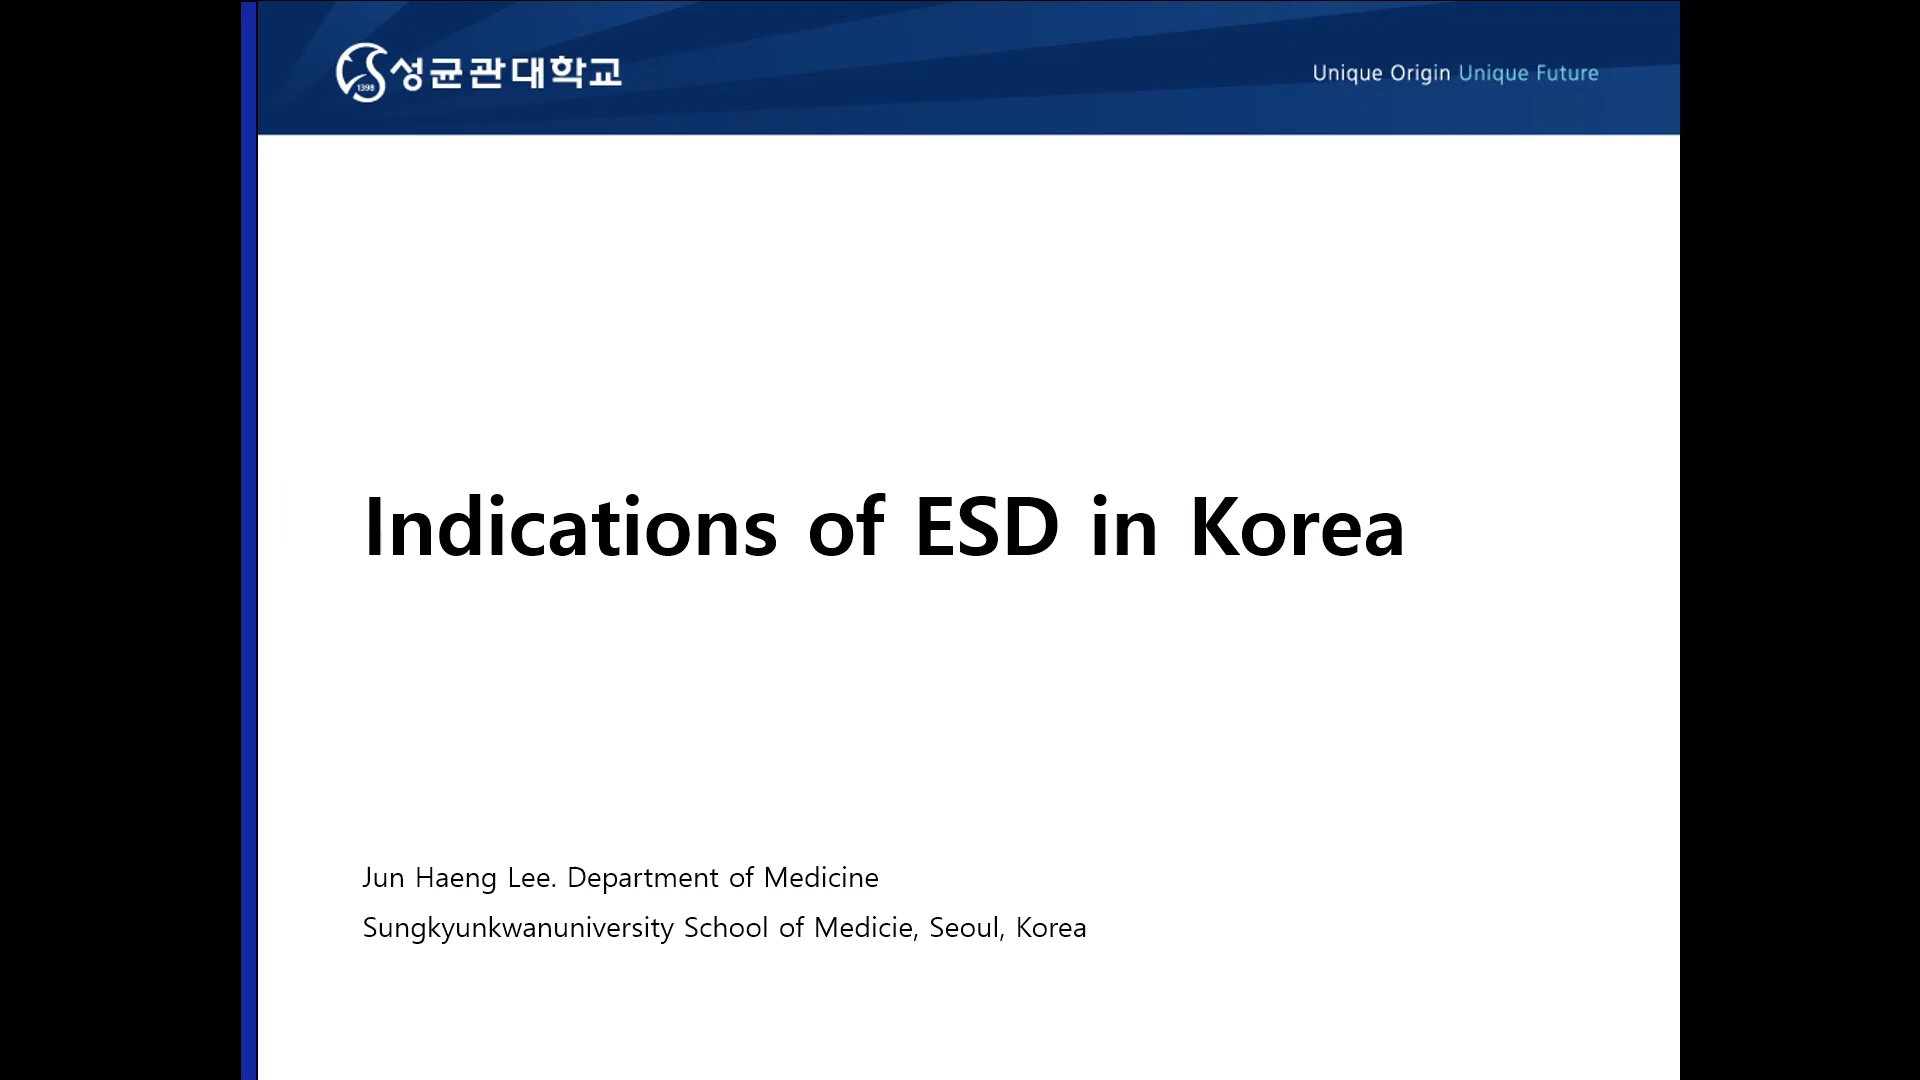 1398 성균관대학교
Unique Origin Unique Future
Indications of ESD in Korea
Jun Haeng Lee. Department of Medicine
Sungkyunkwanuniversity School of Medicie, Seoul, Korea